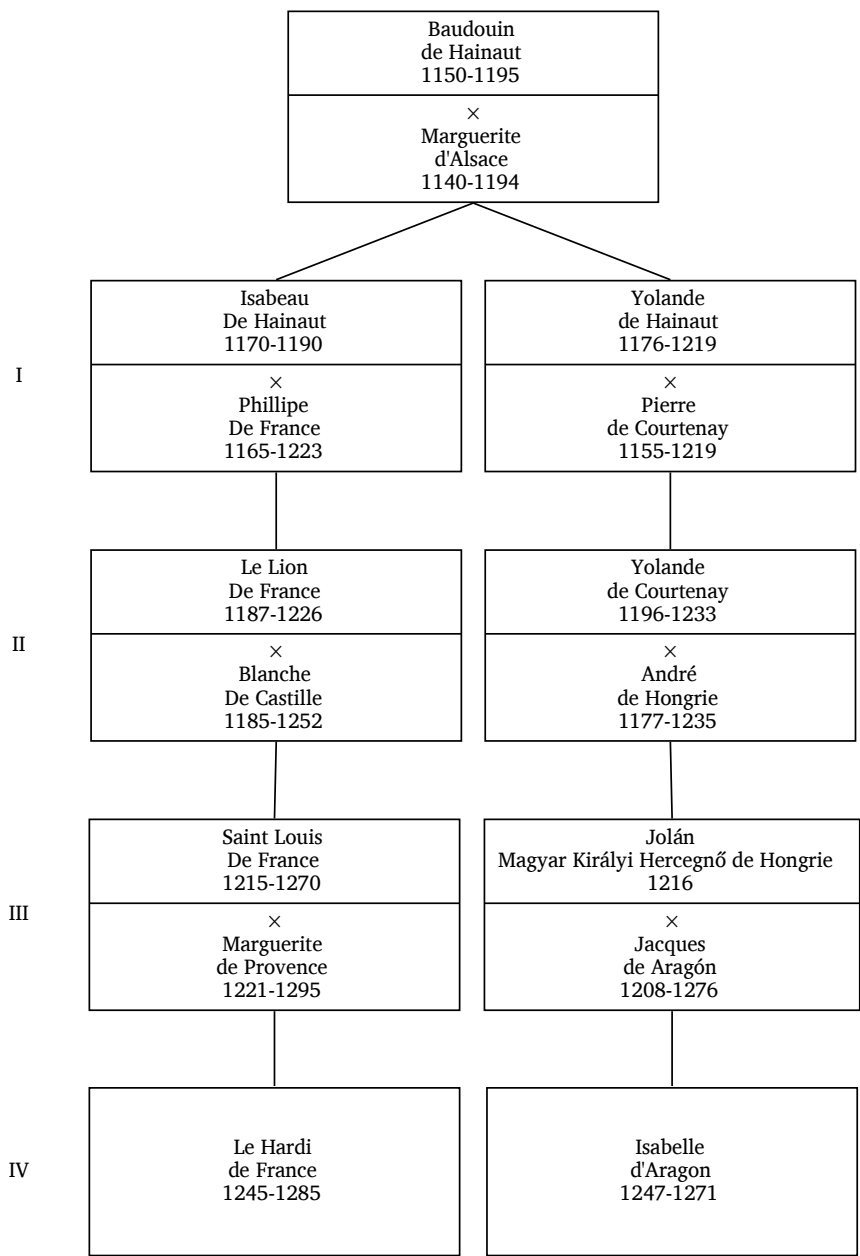 Baudouin
de Hainaut
1150-1195
×
Marguerite
d'Alsace
1140-1194
I
Isabeau
De Hainaut
1170-1190
×
Phillipe
De France
1165-1223
Yolande
de Hainaut
1176-1219
×
Pierre
de Courtenay
1155-1219
II
Le Lion
De France
1187-1226
×
Blanche
De Castille
1185-1252
Yolande
de Courtenay
1196-1233
×
André
de Hongrie
1177-1235
III
Saint Louis
De France
1215-1270
×
Marguerite
de Provence
1221-1295
Jolán
Magyar Királyi Hercegnő de Hongrie
1216
×
Jacques
de Aragón
1208-1276
IV
Le Hardi
de France
1245-1285
Isabelle
d'Aragon
1247-1271